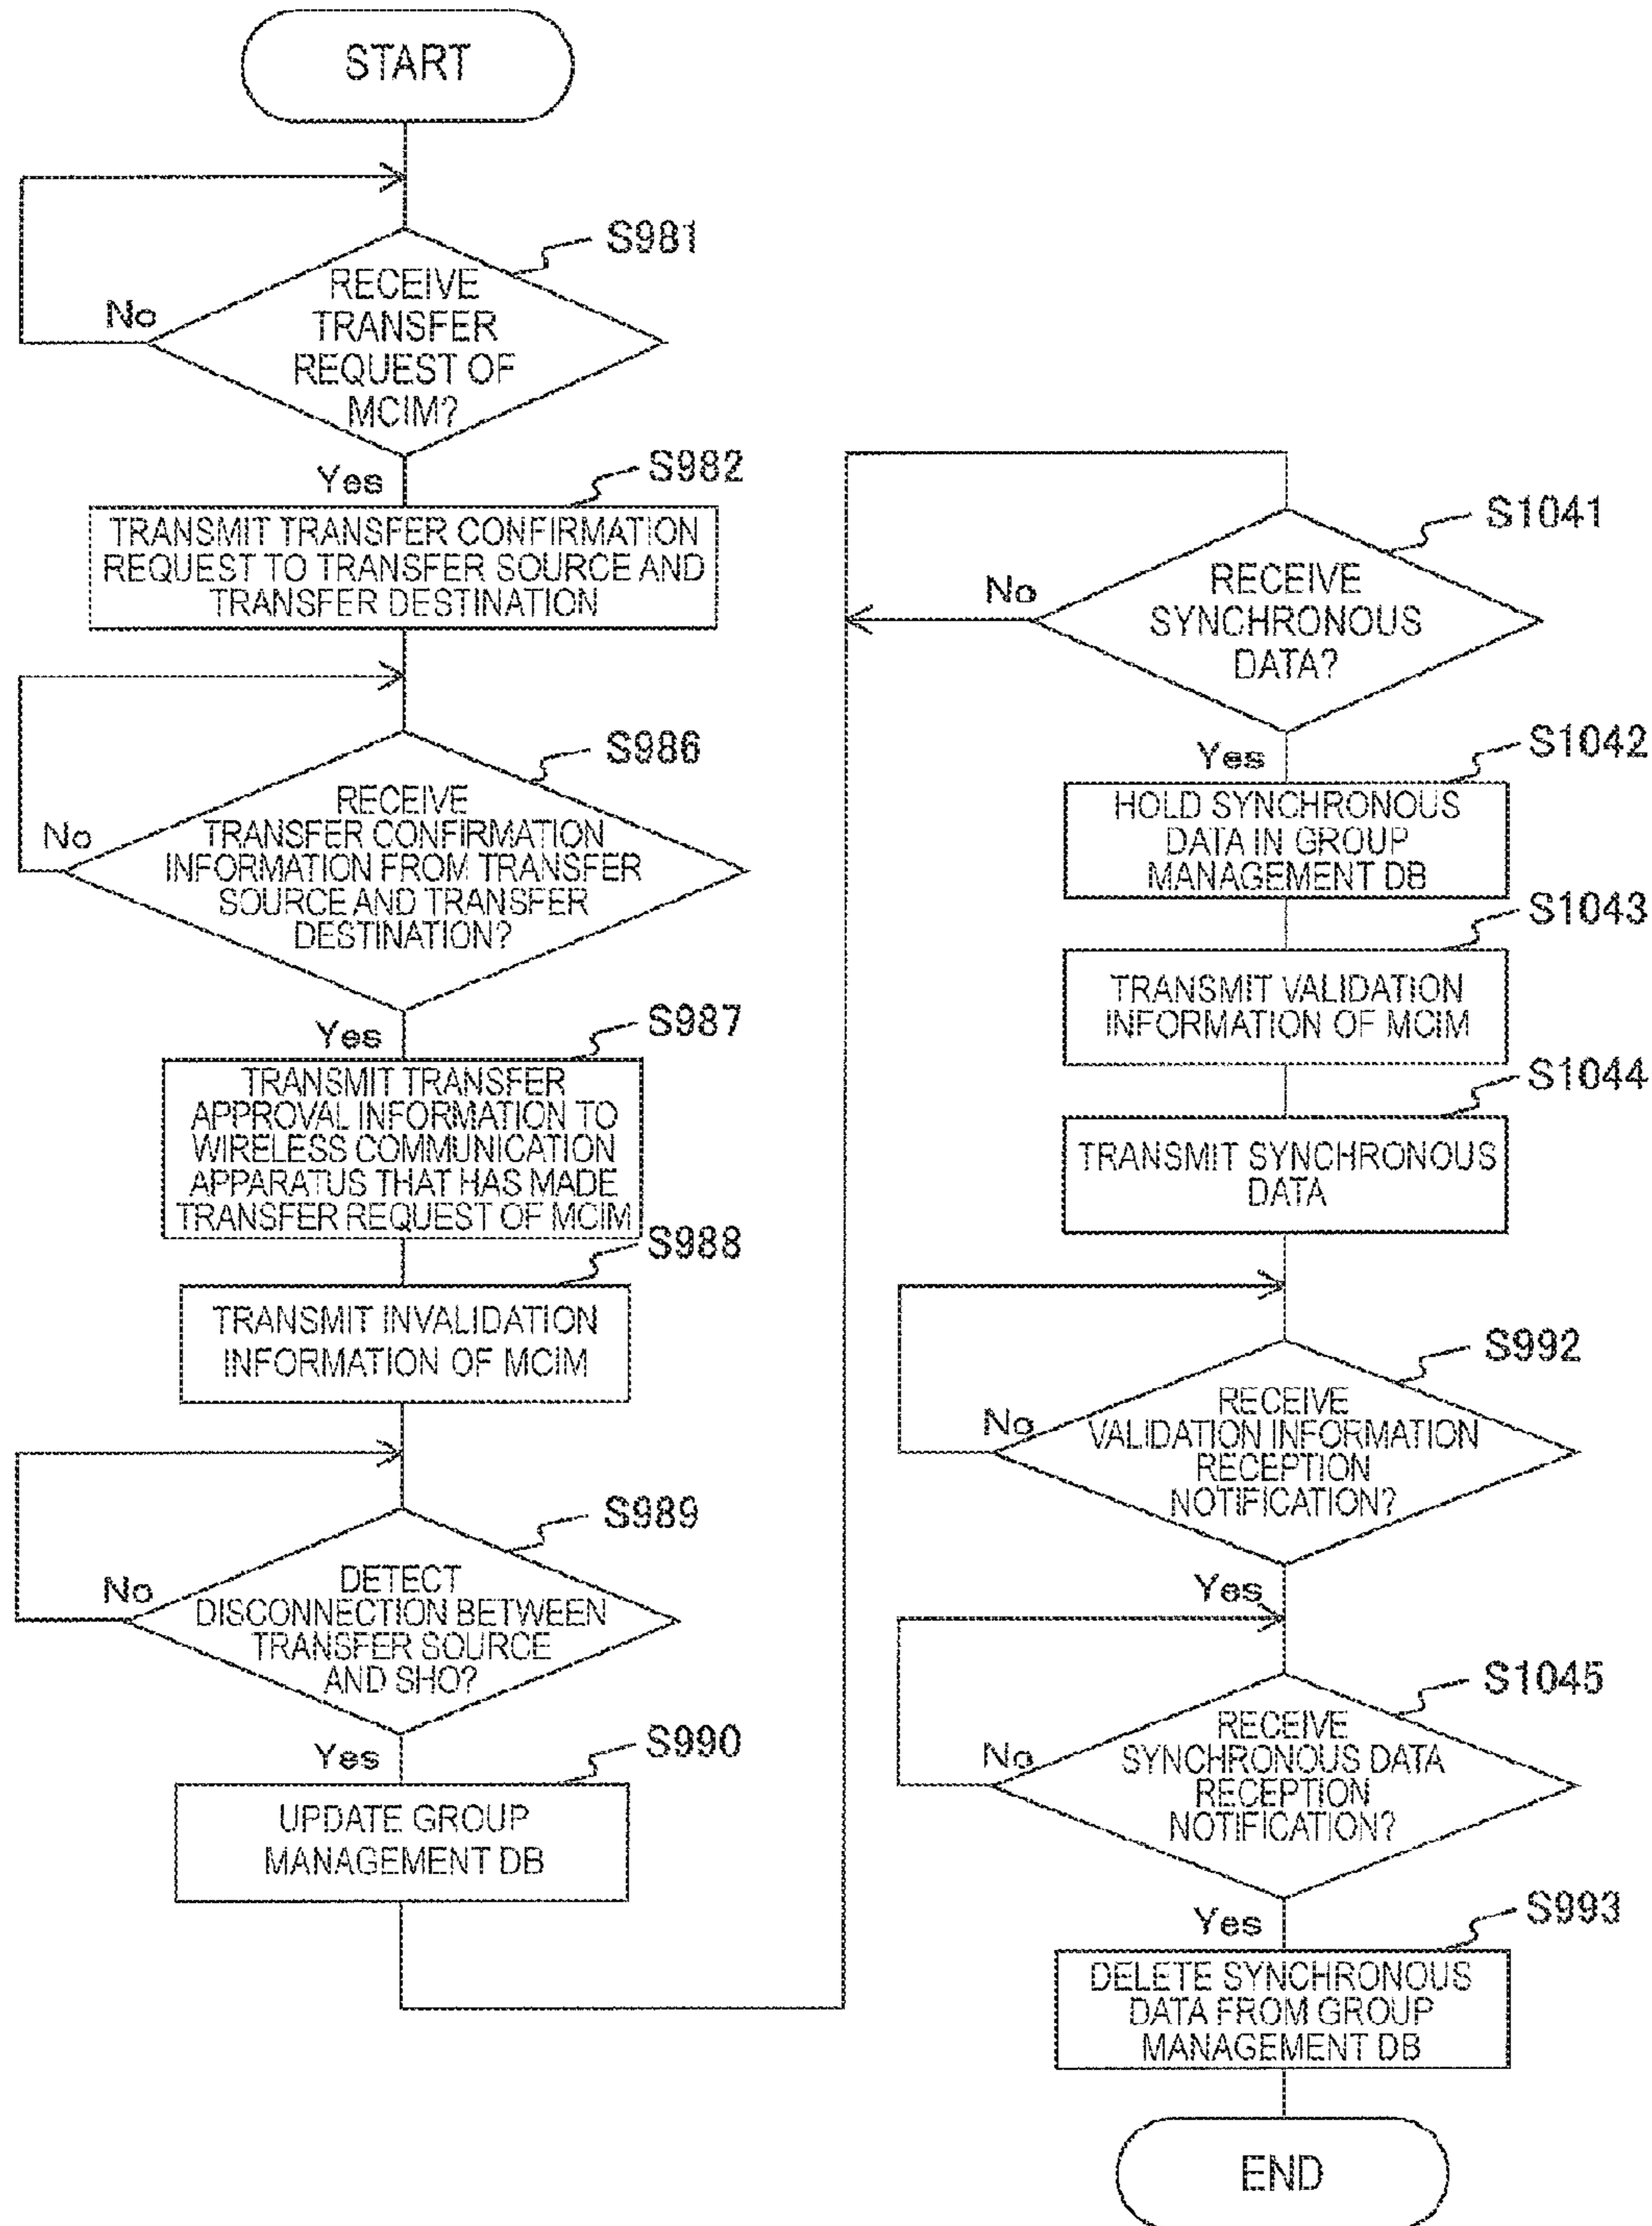 START
S981
RECEIVE
TRANSFER
REQUEST OF
MCIM?
No
Yes
S982
TRANSMIT TRANSFER CONFIRMATION
REQUEST TO TRANSFER SOURCE AND
TRANSFER DESTINATION
S986
RECEIVE
TRANSFER CONFIRMATION
INFORMATION FROM TRANSFER
SOURCE AND TRANSFER
DESTINATION?
No
Yes
S987
TRANSMIT TRANSFER
APPROVAL INFORMATION TO
WIRELESS COMMUNICATION
APPARATUS THAT HAS MADE
TRANSFER REQUEST OF MCIM
S988
TRANSMIT INVALIDATION
INFORMATION OF MCIM
S989
DETECT
DISCONNECTION BETWEEN
TRANSFER SOURCE
AND SHO?
No
Yes
S990
UPDATE GROUP
MANAGEMENT DB
S1041
RECEIVE
SYNCHRONOUS
DATA?
No
Yes
S1042
HOLD SYNCHRONOUS
DATA IN GROUP
MANAGEMENT DB
S1043
TRANSMIT VALIDATION
INFORMATION OF MCIM
S1044
TRANSMIT SYNCHRONOUS
DATA
S992
RECEIVE
VALIDATION INFORMATION
RECEPTION
NOTIFICATION?
No
Yes
S1045
RECEIVE
SYNCHRONOUS DATA
RECEPTION
NOTIFICATION?
No
Yes
S993
DELETE SYNCHRONOUS
DATA FROM GROUP
MANAGEMENT DB
END